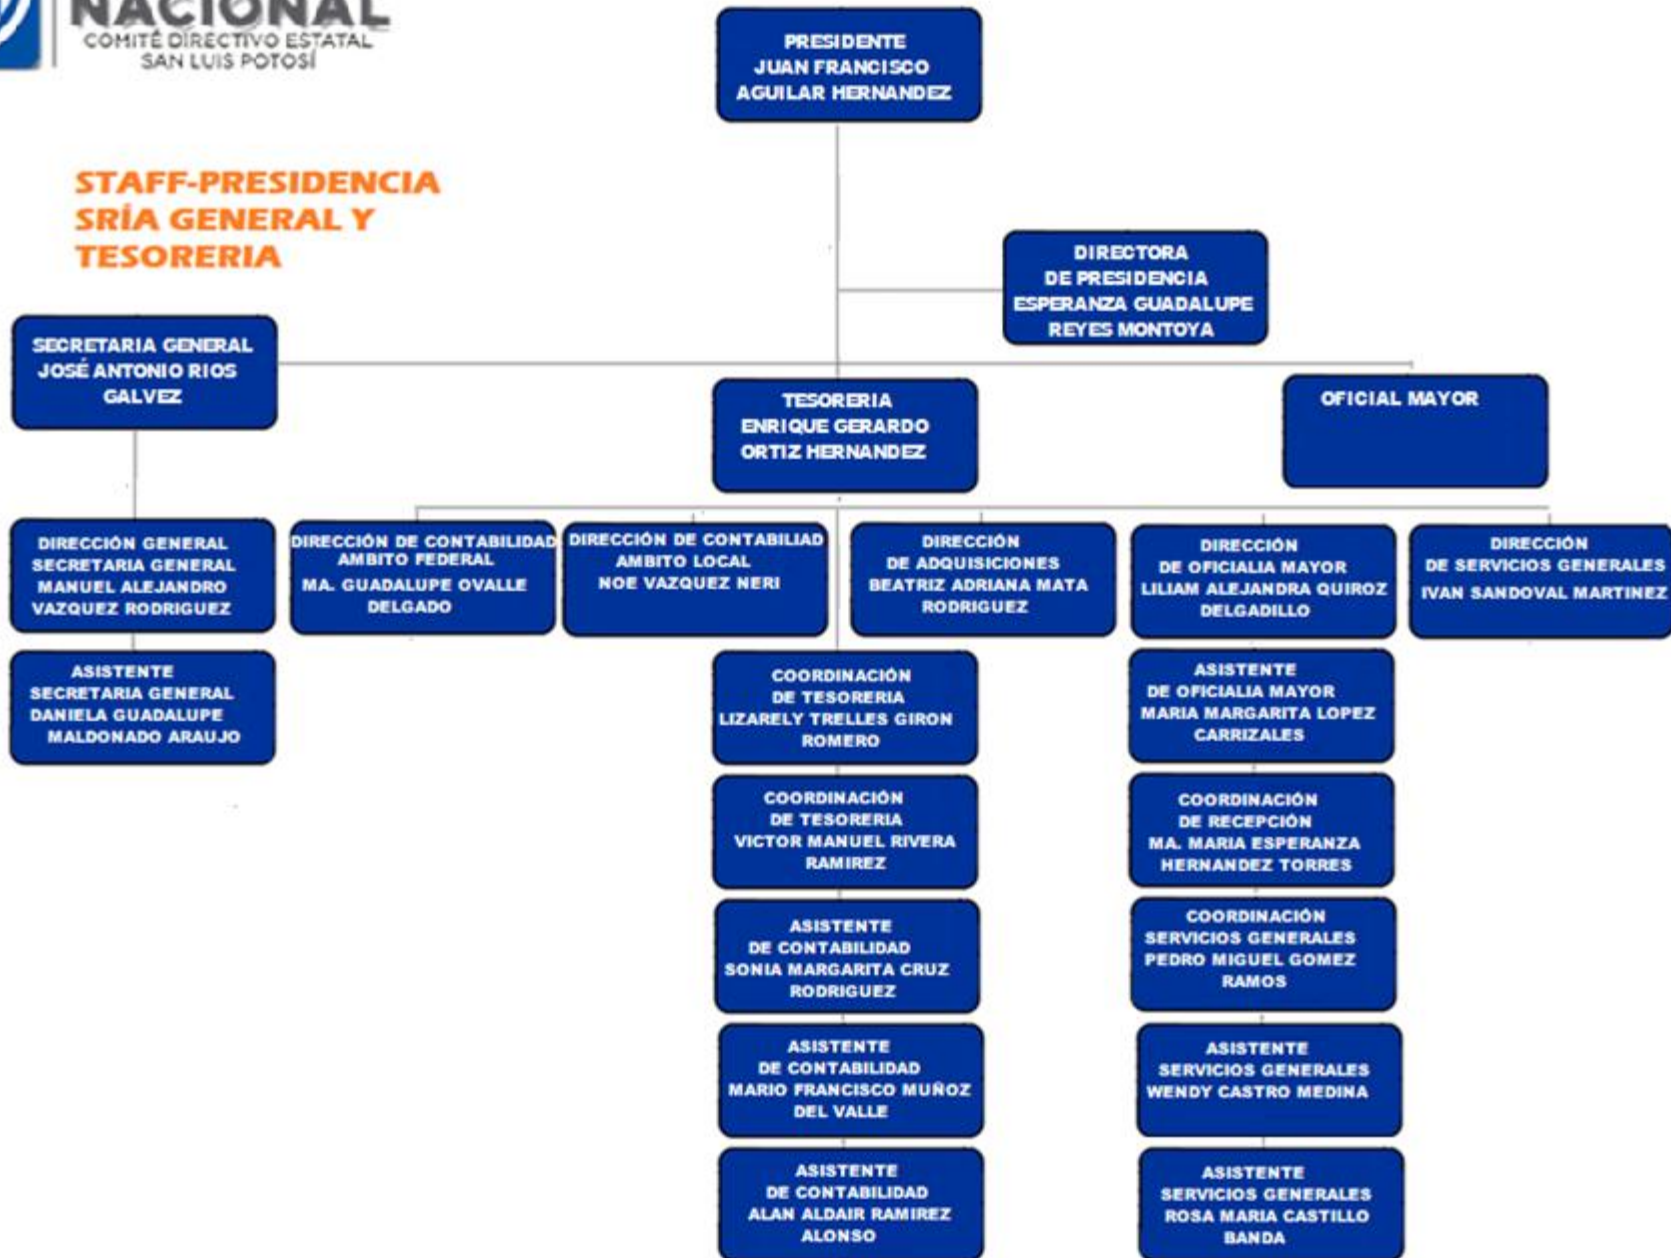 NACIONAL
COMITÉ DIRECTIVO ESTATAL
SAN LUIS POTOSÍ
PRESIDENTE
JUAN FRANCISCO
AGUILAR HERNANDEZ
STAFF-PRESIDENCIA
SRÍA GENERAL Y
TESORERIA
DIRECTORA
DE PRESIDENCIA
ESPERANZA GUADALUPE
REYES MONTOYA
SECRETARIA GENERAL
JOSÉ ANTONIO RIOS
GALVEZ
TESORERIA
ENRIQUE GERARDO
ORTIZ HERNANDEZ
OFICIAL MAYOR
DIRECCIÓN GENERAL
SECRETARIA GENERAL
MANUEL ALEJANDRO
VAZQUEZ RODRIGUEZ
DIRECCIÓN DE CONTABILIDAD
AMBITO FEDERAL
MA. GUADALUPE OVALLE
DELGADO
DIRECCIÓN DE CONTABILIAD
AMBITO LOCAL
NOE VAZQUEZ NERI
DIRECCIÓN
DE ADQUISICIONES
BEATRIZ ADRIANA MATA
RODRIGUEZ
DIRECCIÓN
DE OFICIALIA MAYOR
LILIAM ALEJANDRA QUIROZ
DELGADILLO
DIRECCIÓN
DE SERVICIOS GENERALES
IVAN SANDOVAL MARTINEZ
ASISTENTE
SECRETARIA GENERAL
DANIELA GUADALUPE
MALDONADO ARAUJO
COORDINACIÓN
DE TESORERIA
LIZARELY TRELLES GIRON
ROMERO
ASISTENTE
DE OFICIALIA MAYOR
MARIA MARGARITA LOPEZ
CARRIZALES
COORDINACIÓN
DE TESORERIA
VICTOR MANUEL RIVERA
RAMIREZ
COORDINACIÓN
DE RECEPCIÓN
MA. MARIA ESPERANZA
HERNANDEZ TORRES
ASISTENTE
DE CONTABILIDAD
SONIA MARGARITA CRUZ
RODRIGUEZ
COORDINACIÓN
SERVICIOS GENERALES
PEDRO MIGUEL GOMEZ
RAMOS
ASISTENTE
DE CONTABILIDAD
MARIO FRANCISCO MUÑOZ
DEL VALLE
ASISTENTE
SERVICIOS GENERALES
WENDY CASTRO MEDINA
ASISTENTE
DE CONTABILIDAD
ALAN ALDAIR RAMIREZ
ALONSO
ASISTENTE
SERVICIOS GENERALES
ROSA MARIA CASTILLO
BANDA